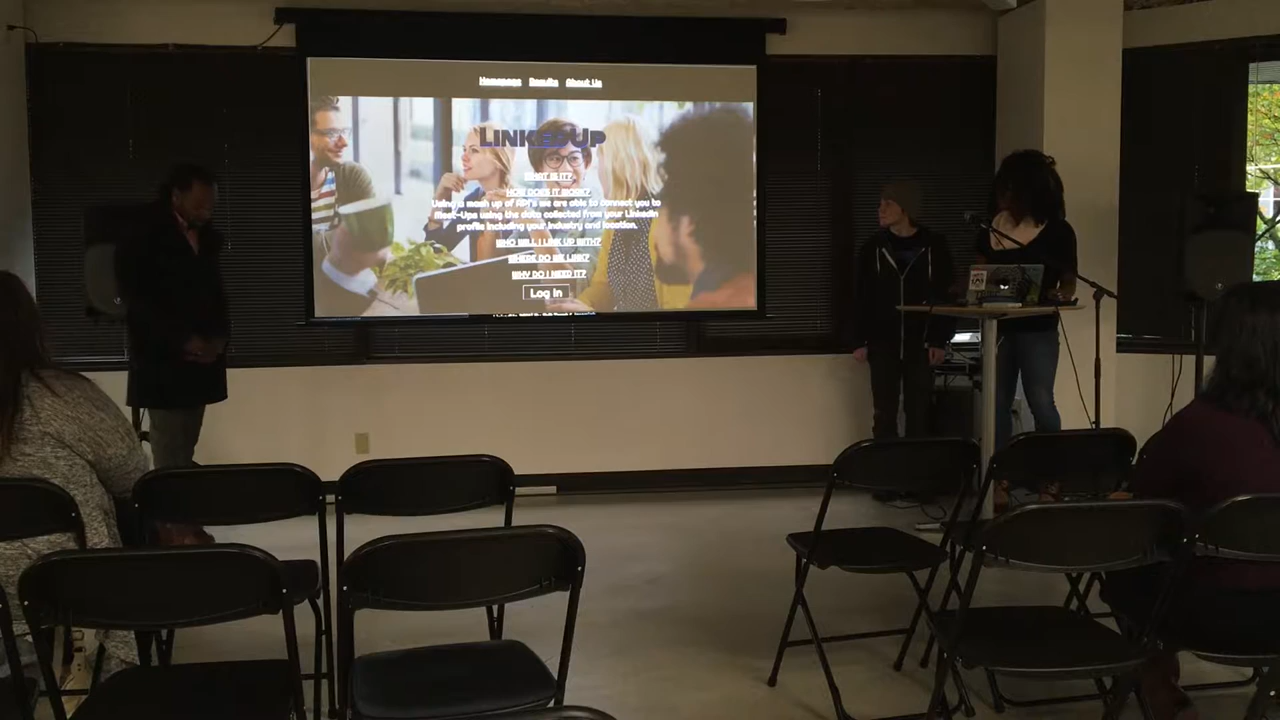 Homepage Results About Us
LINKEDUP
WHAT IS IT?
HOW DOES IT WORK?
Using a mash up of API's we are able to connect you to
Meet-Ups using the data collected from your LinkedIn
profile including your industry and location.
WHO WILL I LINK UP WITH?
WHERE DO WE LINK?
WHY DO I NEED IT?
Log In